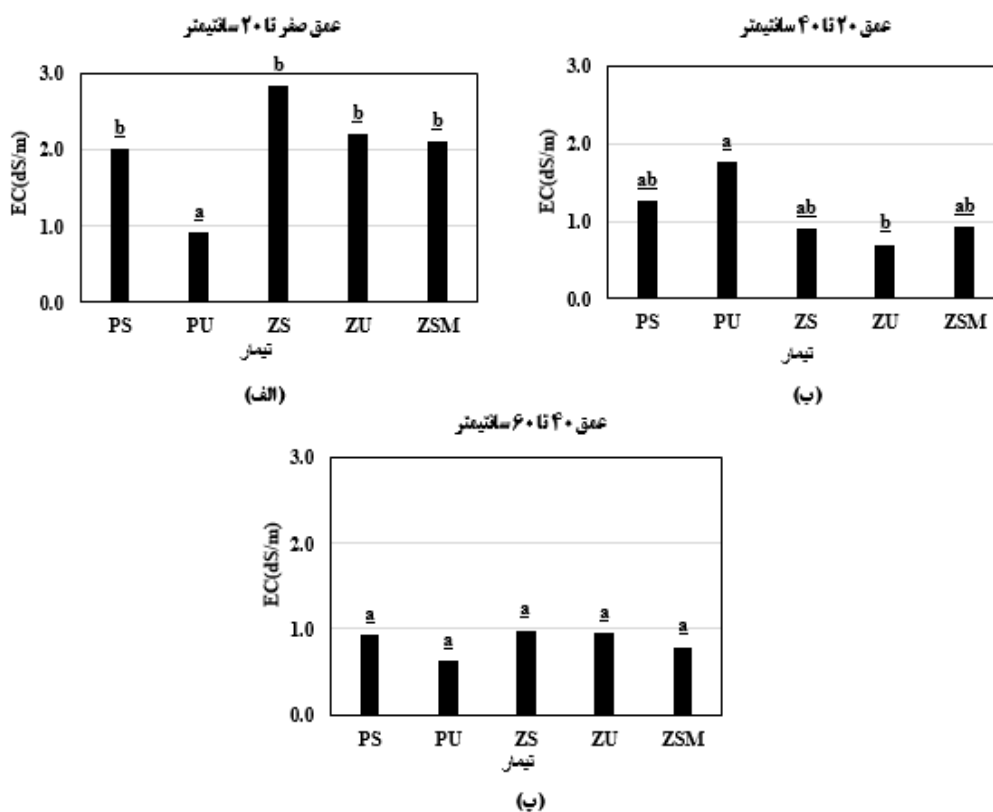 عمق صفر تا ۲۰ سانتیمتر
EC(dS/m)
3.0
2.0
1.0
0.0
b
a
b
b
b
PS PU ZS ZU ZSM
تیمار
(الف)
عمق ۲۰ تا ۴۰ سانتیمتر
EC(dS/m)
3.0
2.0
1.0
0.0
ab
a
ab
b
ab
PS PU ZS ZU ZSM
تیمار
(ب)
عمق ۴۰ تا ۶۰ سانتیمتر
EC(dS/m)
3.0
2.0
1.0
0.0
a
a
a
a
a
PS PU ZS ZU ZSM
تیمار
(پ)